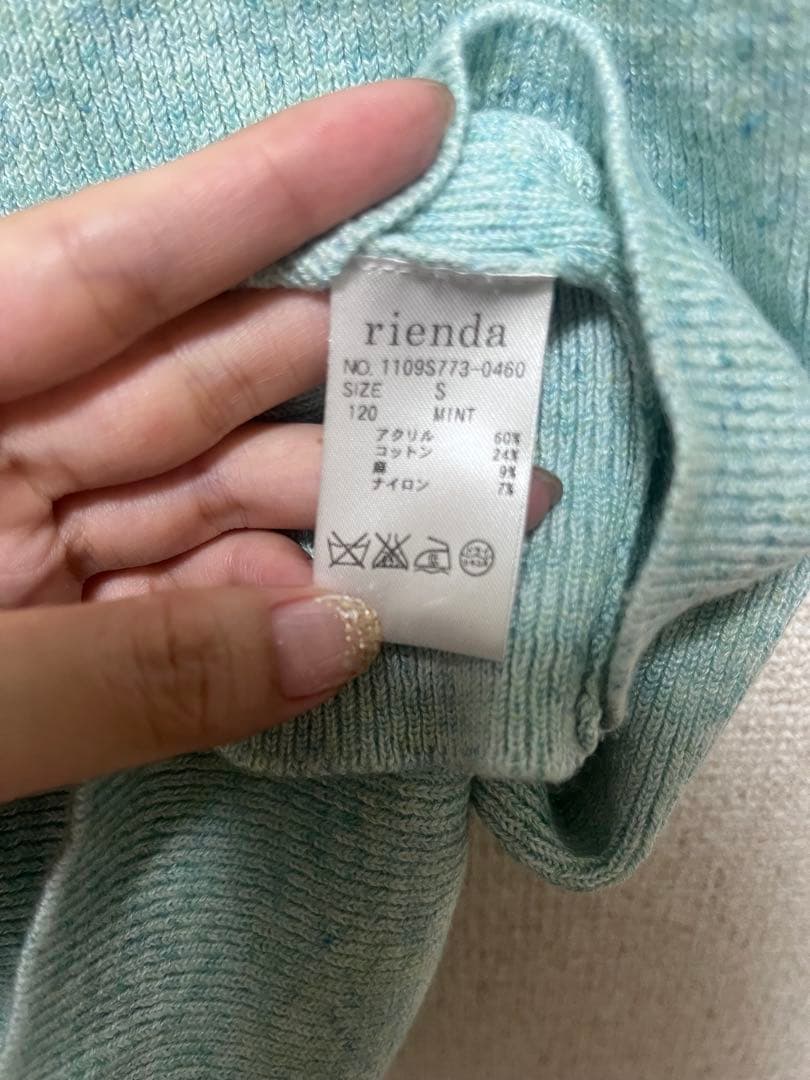 rienda
NO. 1109S773-0460
SIZE S
120 MINT
アクリル 60%
コットン 24%
麻 9%
ナイロン 7%